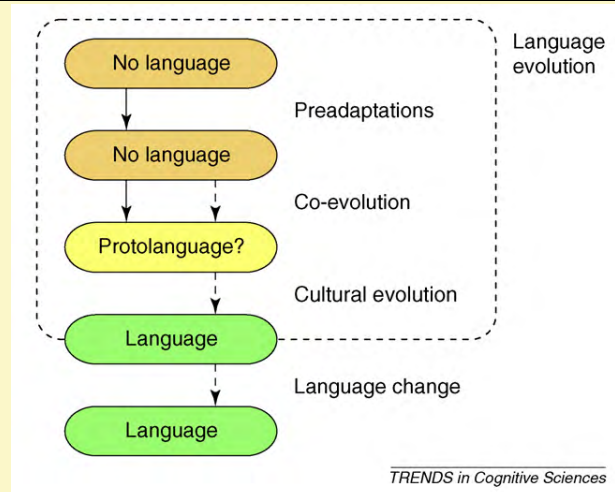 Language
evolution
No language
Preadaptations
No language
Co-evolution
Protolanguage?
Cultural evolution
Language
Language change
Language
TRENDS in Cognitive Sciences